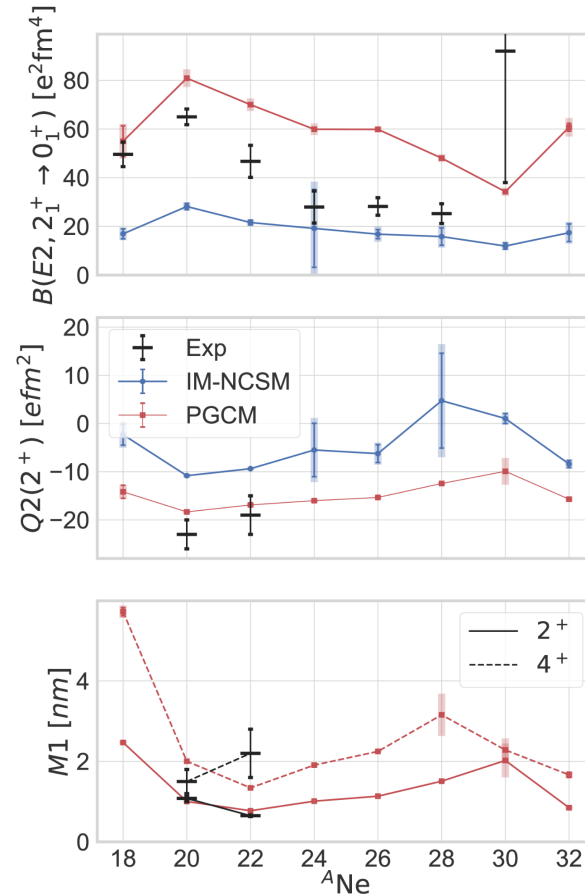 B(E2, 2₁⁺ → 0₁⁺) [e²fm⁴]
80
60
40
20
0
Q2(2⁺) [efm²]
20
10
0
−10
−20
Exp
IM-NCSM
PGCM
M1 [nm]
4
2
0
2⁺
4⁺
18 20 22 24 26 28 30 32
ᴬNe